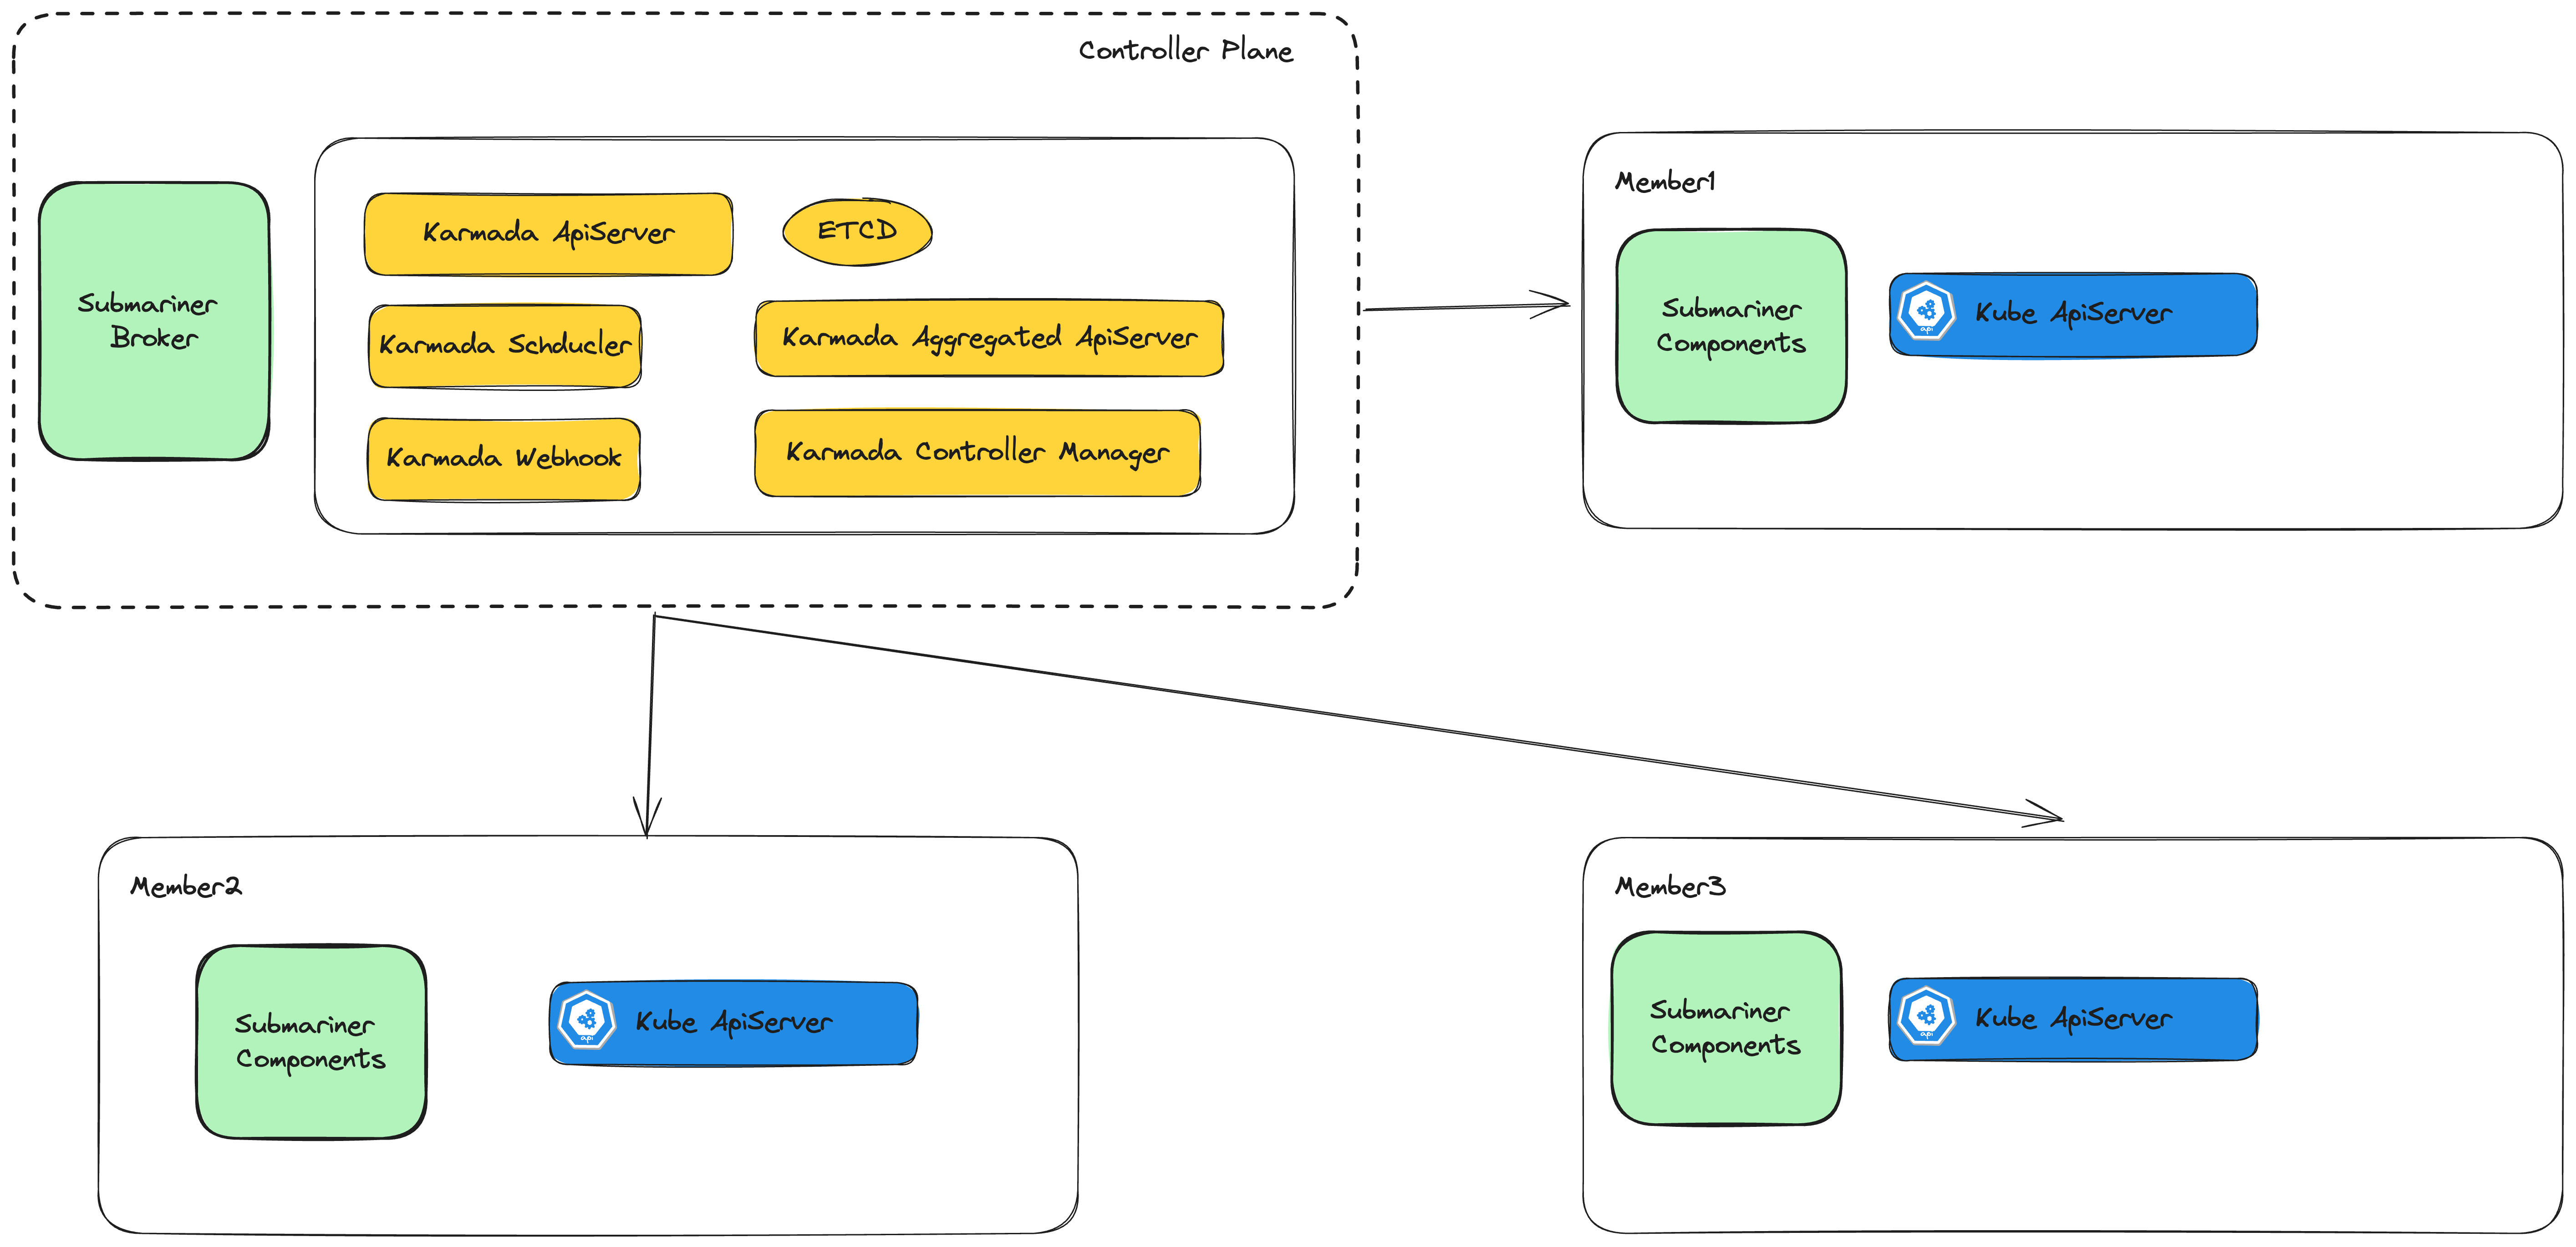 Controller Plane
Submariner
Broker
Karmada ApiServer
ETCD
Karmada Schducler
Karmada Aggregated ApiServer
Karmada Webhook
Karmada Controller Manager
Member1
Submariner
Components
api
Kube ApiServer
Member2
Submariner
Components
api
Kube ApiServer
Member3
Submariner
Components
api
Kube ApiServer